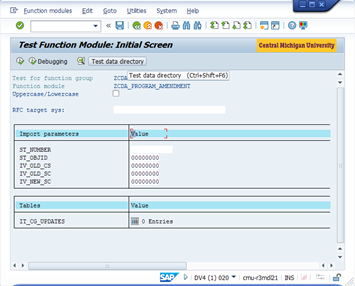 Function modules Edit Goto Utilities System Help
Test Function Module: Initial Screen
Central Michigan University
Debugging Test data directory
Test data directory (Ctrl+Shift+F6)
Test for function group ZCDA
Function module ZCDA_PROGRAM_AMENDMENT
Uppercase/Lowercase
RFC target sys:
Import parameters Value
ST_NUMBER
ST_OBJID 00000000
IV_OLD_CS 00000000
IV_OLD_SC 00000000
IV_NEW_SC 00000000
Tables Value
IT_CG_UPDATES 0 Entries
SAP DV4 (1) 020 cmu-r3mdl21 INS